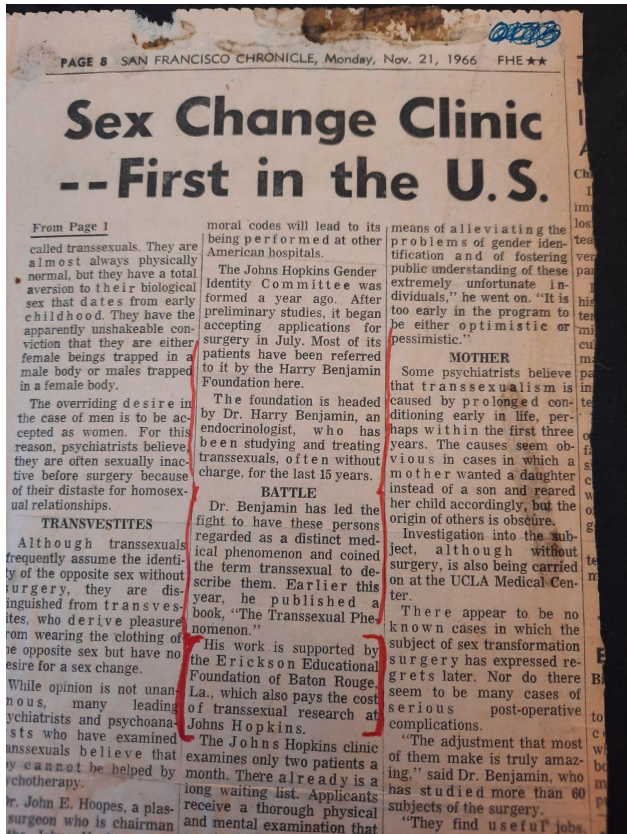 PAGE 8 SAN FRANCISCO CHRONICLE, Monday, Nov. 21, 1966 FHE★★
Sex Change Clinic
--First in the U.S.
From Page 1
called transsexuals. They are
almost always physically
normal, but they have a total
aversion to their biological
sex that dates from early
childhood. They have the
apparently unshakeable con-
viction that they are either
female beings trapped in a
male body or males trapped
in a female body.
The overriding desire in
the case of men is to be ac-
cepted as women. For this
reason, psychiatrists believe,
they are often sexually inac-
tive before surgery because
of their distaste for homosex-
ual relationships.
TRANSVESTITES
Although transsexuals
frequently assume the identi-
ty of the opposite sex without
surgery, they are dis-
inguished from transves-
ites, who derive pleasure
rom wearing the clothing of
he opposite sex but have no
esire for a sex change.
While opinion is not unan-
nous, many leading
ychiatrists and psychoana-
sts who have examined
anssexuals believe that
y cannot be helped by
ychotherapy.
r. John E. Hoopes, a plas-
surgeon who is chairman
moral codes will lead to its
being performed at other
American hospitals.
The Johns Hopkins Gender
Identity Committee was
formed a year ago. After
preliminary studies, it began
accepting applications for
surgery in July. Most of its
patients have been referred
to it by the Harry Benjamin
Foundation here.
The foundation is headed
by Dr. Harry Benjamin, an
endocrinologist, who has
been studying and treating
transsexuals, often without
charge, for the last 15 years.
BATTLE
Dr. Benjamin has led the
fight to have these persons
regarded as a distinct med-
ical phenomenon and coined
the term transsexual to de-
scribe them. Earlier this
year, he published a
book, "The Transsexual Phe-
nomenon."
His work is supported by
the Erickson Educational
Foundation of Baton Rouge,
La., which also pays the cost
of transsexual research at
Johns Hopkins.
The Johns Hopkins clinic
examines only two patients a
month. There already is a
long waiting list. Applicants
receive a thorough physical
and mental examination that
means of alleviating the
problems of gender iden-
tification and of fostering
public understanding of these
extremely unfortunate in-
dividuals," he went on. "It is
too early in the program to
be either optimistic or
pessimistic."
MOTHER
Some psychiatrists believe
that transsexualism is
caused by prolonged con-
ditioning early in life, per-
haps within the first three
years. The causes seem ob-
vious in cases in which a
mother wanted a daughter
instead of a son and reared
her child accordingly, but the
origin of others is obscure.
Investigation into the sub-
ject, although without
surgery, is also being carried
on at the UCLA Medical Cen-
ter.
There appear to be no
known cases in which the
subject of sex transformation
surgery has expressed re-
grets later. Nor do there
seem to be many cases of
serious post-operative
complications.
"The adjustment that most
of them make is truly amaz-
ing," said Dr. Benjamin, who
has studied more than 60
subjects of the surgery.
"They find useful jobs,